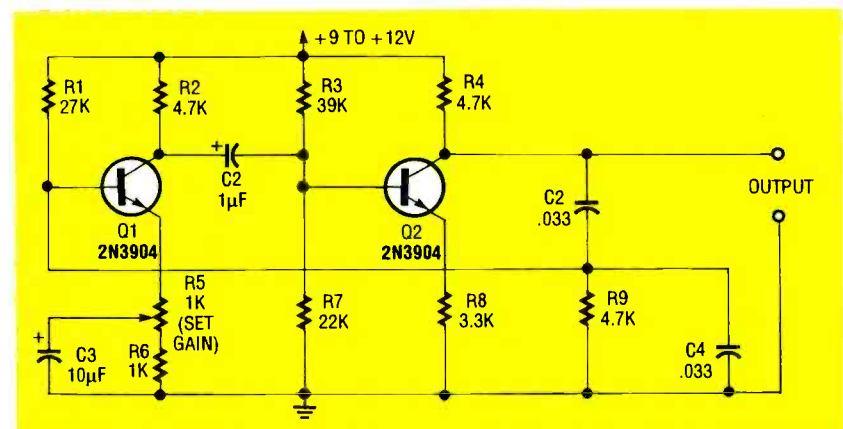 +9 TO +12V
R1
27K
R2
4.7K
R3
39K
R4
4.7K
+
C2
1µF
Q1
2N3904
Q2
2N3904
C2
.033
OUTPUT
R5
1K
(SET
GAIN)
+
C3
10µF
R6
1K
R7
22K
R8
3.3K
R9
4.7K
C4
.033